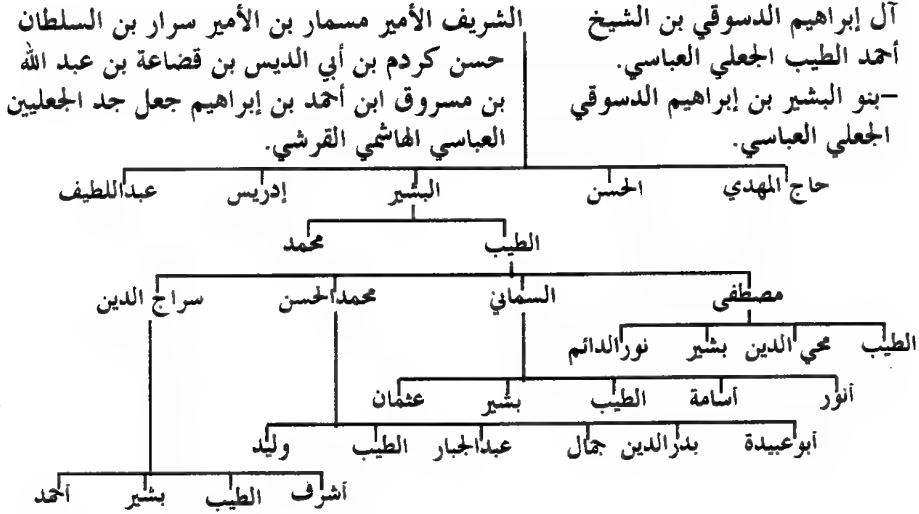 آل إبراهيم الدسوقي بن الشيخ
أحمد الطيب الجعلي العباسي.
–بنو البشير بن إبراهيم الدسوقي
الجعلي العباسي.
الشريف الأمير مسمار بن الأمير سرار بن السلطان
حسن كردم بن أبي الديس بن قضاعة بن عبد الله
بن مسروق ابن أحمد بن إبراهيم جعل جد الجعليين
العباسي الهاشمي القرشي.
حاج المهدي الحسن البشير إدريس عبداللطيف
الطيب محمد
مصطفى السماني محمدالحسن سراج الدين
الطيب محي الدين بشير نورالدائم
أنور أسامة الطيب بشير عثمان
أبوعبيدة بدرالدين جمال عبدالجبار الطيب وليد
أشرف الطيب بشير أحمد